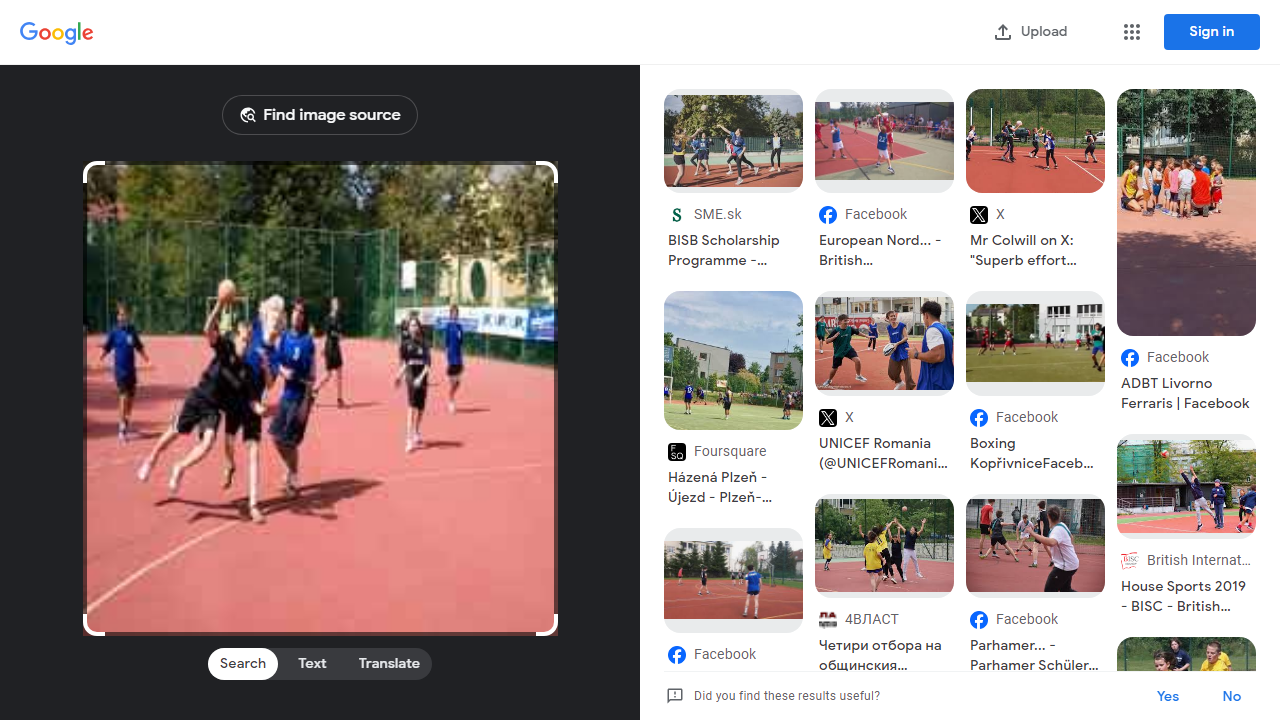 Google
Upload
Sign in
Find image source
Search
Text
Translate
SME.sk
BISB Scholarship
Programme -...
Facebook
European Nord... -
British...
X
Mr Colwill on X:
"Superb effort...
Facebook
ADBT Livorno
Ferraris | Facebook
Foursquare
Házená Plzeň -
Újezd - Plzeň-...
X
UNICEF Romania
(@UNICEFRomani...
Facebook
Boxing
KopřivniceFaceb...
British Internat...
House Sports 2019
- BISC - British...
Facebook
4ВЛАСТ
Четири отбора на
общинския...
Facebook
Parhamer... -
Parhamer Schüler...
Did you find these results useful?
Yes
No